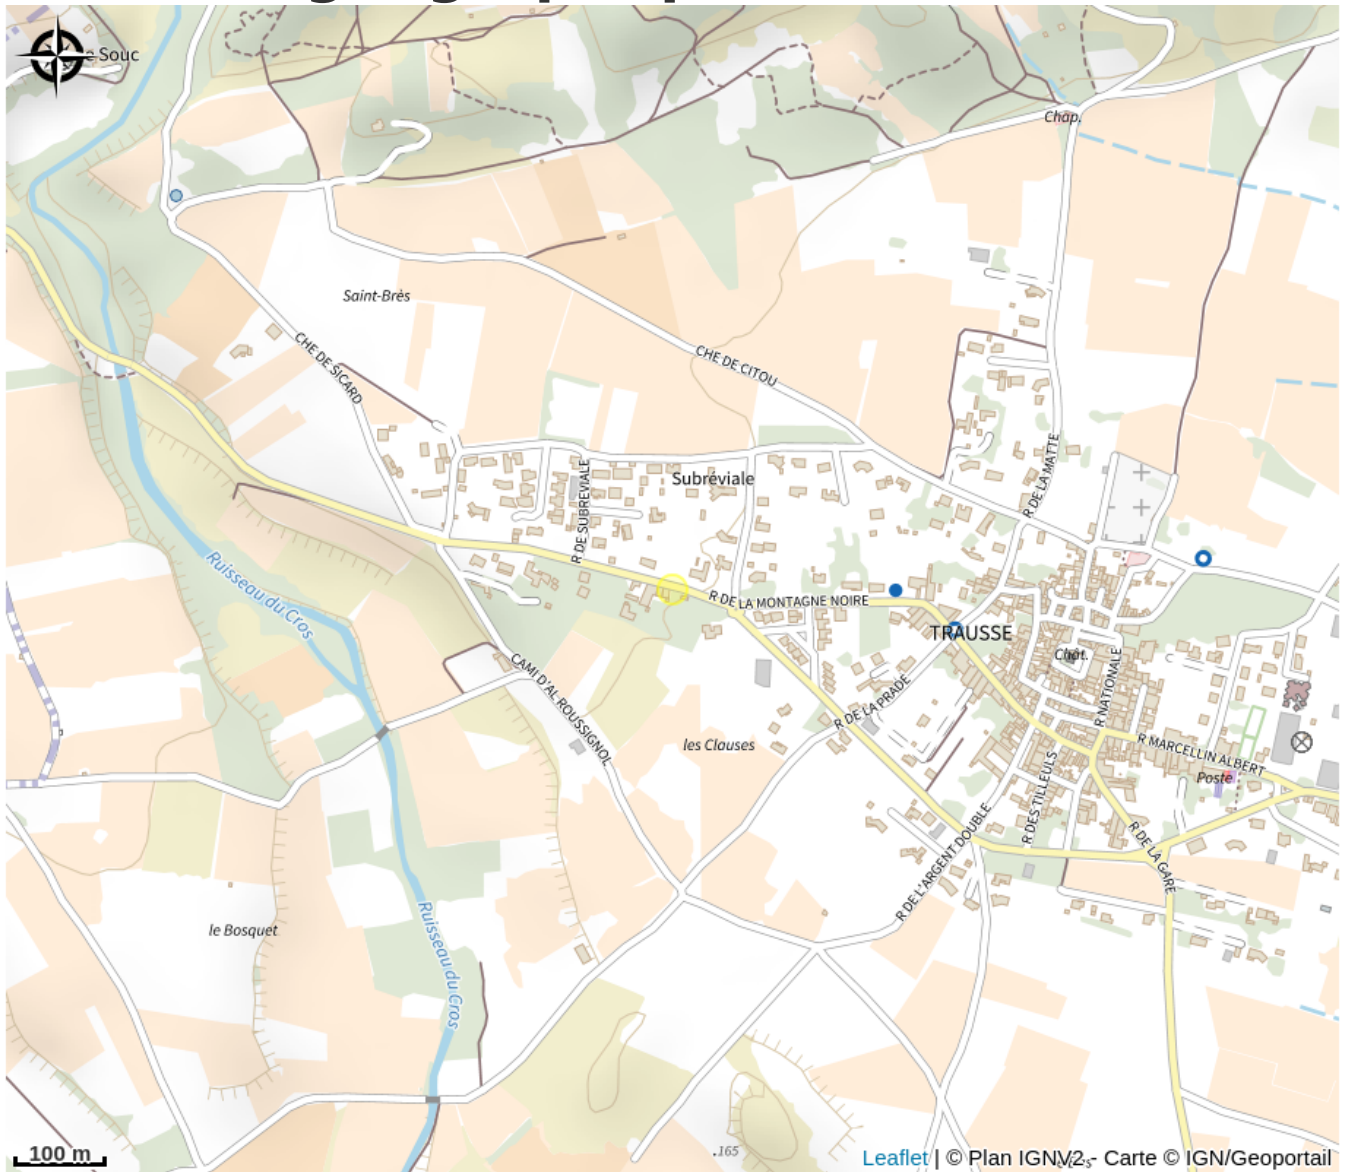 Souc
Chap.
Saint-Brès
CHE DE SICARD
CHE DE CITOU
R DE LA MATTE
Subréviale
R DE SUBREVIALE
Ruisseau du Cros
R DE LA MONTAGNE NOIRE
TRAUSSE
Chât.
CAMI D'AL ROUSSIGNOL
R DE LA PRADE
R NATIONALE
les Clauses
R MARCELLIN ALBERT
Poste
R DES TILLEULS
R DE L'ARGENT DOUBLE
R DE LA GARE
le Bosquet
Ruisseau du Cros
.165
100 m
Leaflet | © Plan IGNV2 - Carte © IGN/Geoportail